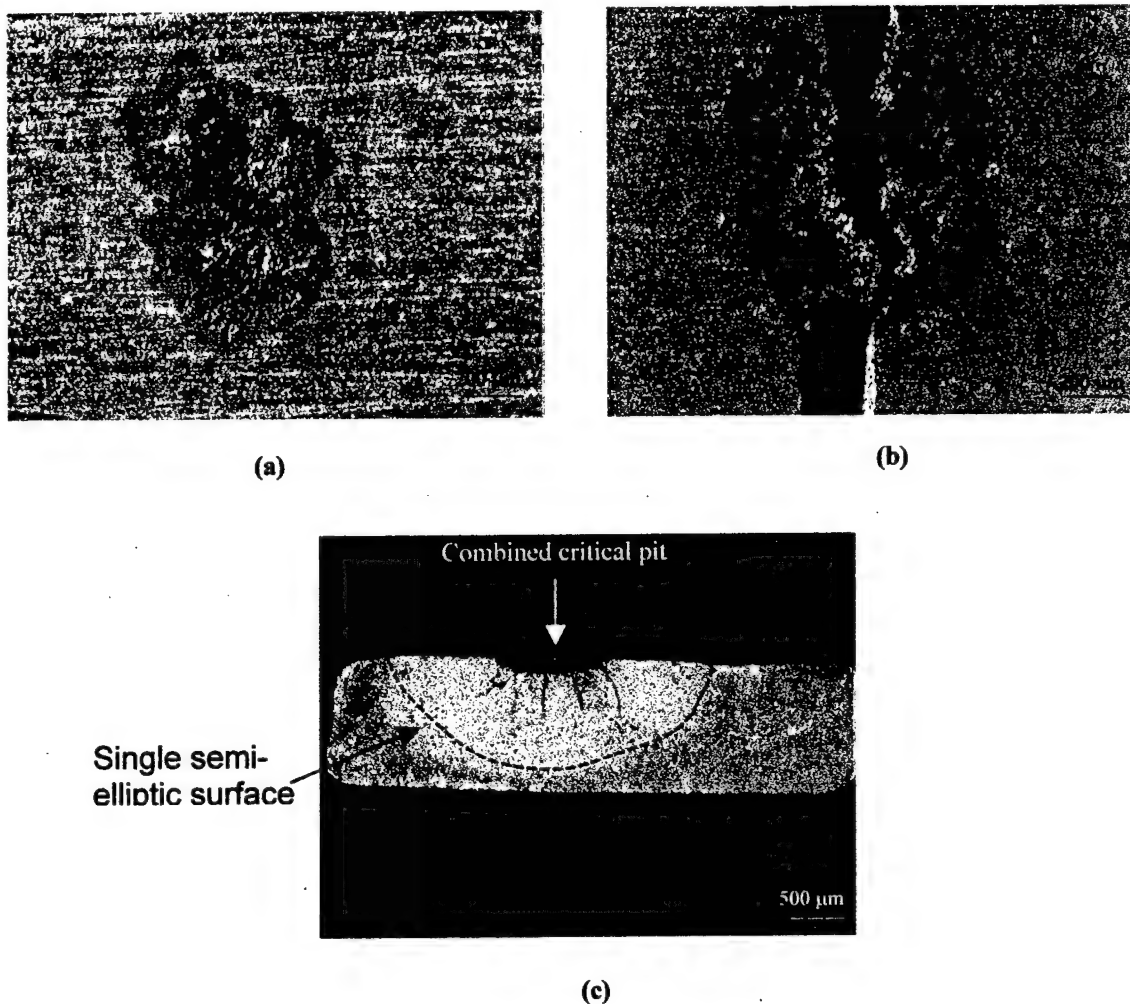 (a)
(b)
Combined critical pit
Single semi-
elliptic surface
500 μm
(c)